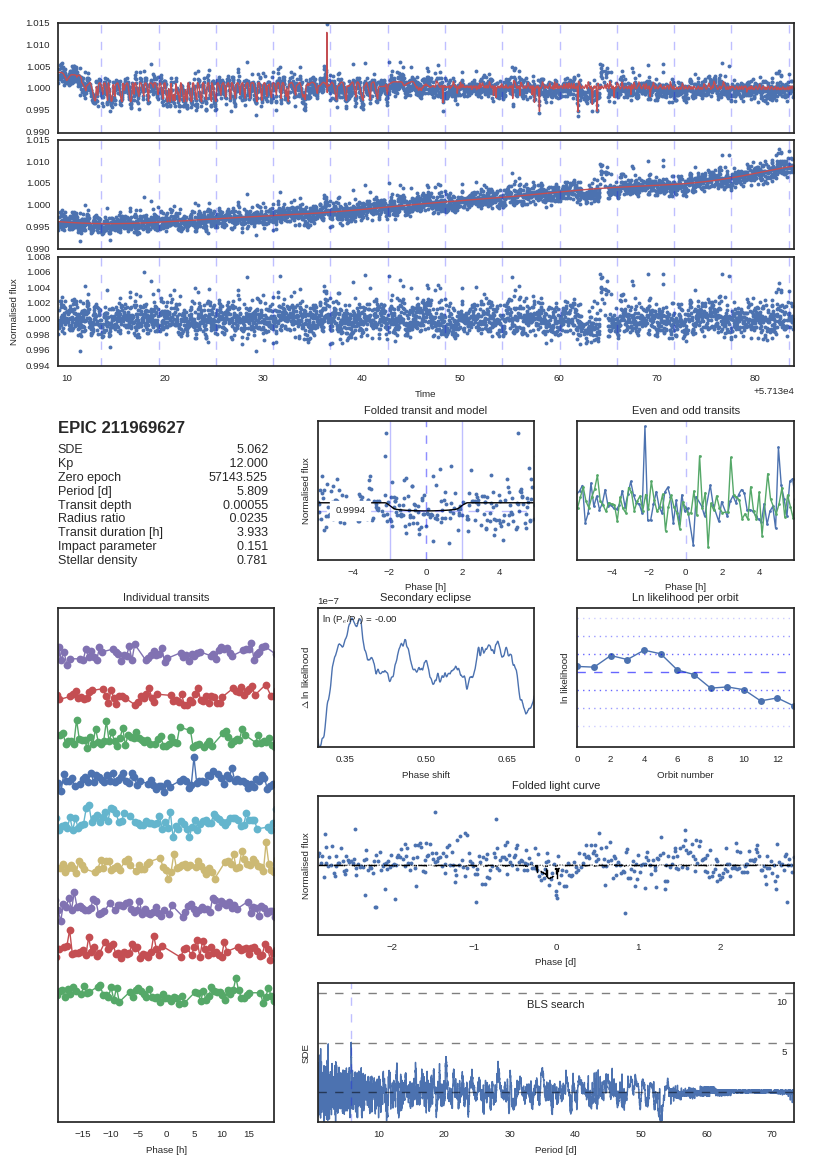 1.015
1.010
1.005
1.000
0.995
0.990
1.015
1.010
1.005
1.000
0.995
0.990
1.008
1.006
1.004
1.002
1.000
0.998
0.996
0.994
Normalised flux
10 20 30 40 50 60 70 80
Time
+5.713e4
EPIC 211969627
SDE 5.062
Kp 12.000
Zero epoch 57143.525
Period [d] 5.809
Transit depth 0.00055
Radius ratio 0.0235
Transit duration [h] 3.933
Impact parameter 0.151
Stellar density 0.781
Folded transit and model
Normalised flux
0.9994
−4 −2 0 2 4
Phase [h]
Even and odd transits
−4 −2 0 2 4
Phase [h]
Individual transits
−15 −10 −5 0 5 10 15
Phase [h]
Secondary eclipse
1e−7
= -0.00
Δ ln likelihood
0.35 0.50 0.65
Phase shift
Ln likelihood per orbit
ln likelihood
0 2 4 6 8 10 12
Orbit number
Folded light curve
Normalised flux
−2 −1 0 1 2
Phase [d]
BLS search
10
5
SDE
10 20 30 40 50 60 70
Period [d]